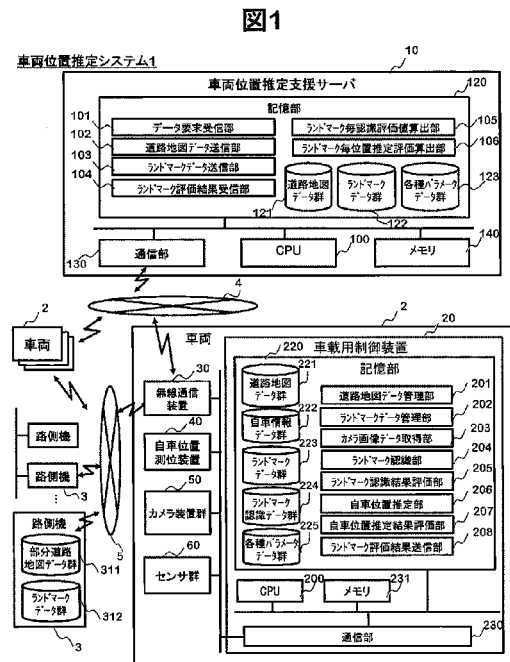 図1
車両位置推定システム1
10
車両位置推定支援サーバ
120
記憶部
101 データ要求受信部
102 道路地図データ送信部
103 ランドマークデータ送信部
104 ランドマーク評価結果受信部
ランドマーク毎認識評価値算出部 105
ランドマーク毎位置推定評価算出部 106
道路地図データ群 121
ランドマークデータ群 122
各種パラメータデータ群 123
130 通信部
CPU 100
メモリ 140
4
2
車両
路側機
路側機 3
路側機
部分道路地図データ群 311
ランドマークデータ群 312
3
5
2
車両
30 無線通信装置
40 自車位置測位装置
50 カメラ装置群
60 センサ群
20
車載用制御装置
220
記憶部
221 道路地図データ群
222 自車情報データ群
223 ランドマークデータ群
224 ランドマーク認識データ群
225 各種パラメータデータ群
道路地図データ管理部 201
ランドマークデータ管理部 202
カメラ画像データ取得部 203
ランドマーク認識部 204
ランドマーク認識結果評価部 205
自車位置推定部 206
自車位置推定結果評価部 207
ランドマーク評価結果送信部 208
CPU 200
メモリ 231
通信部 230